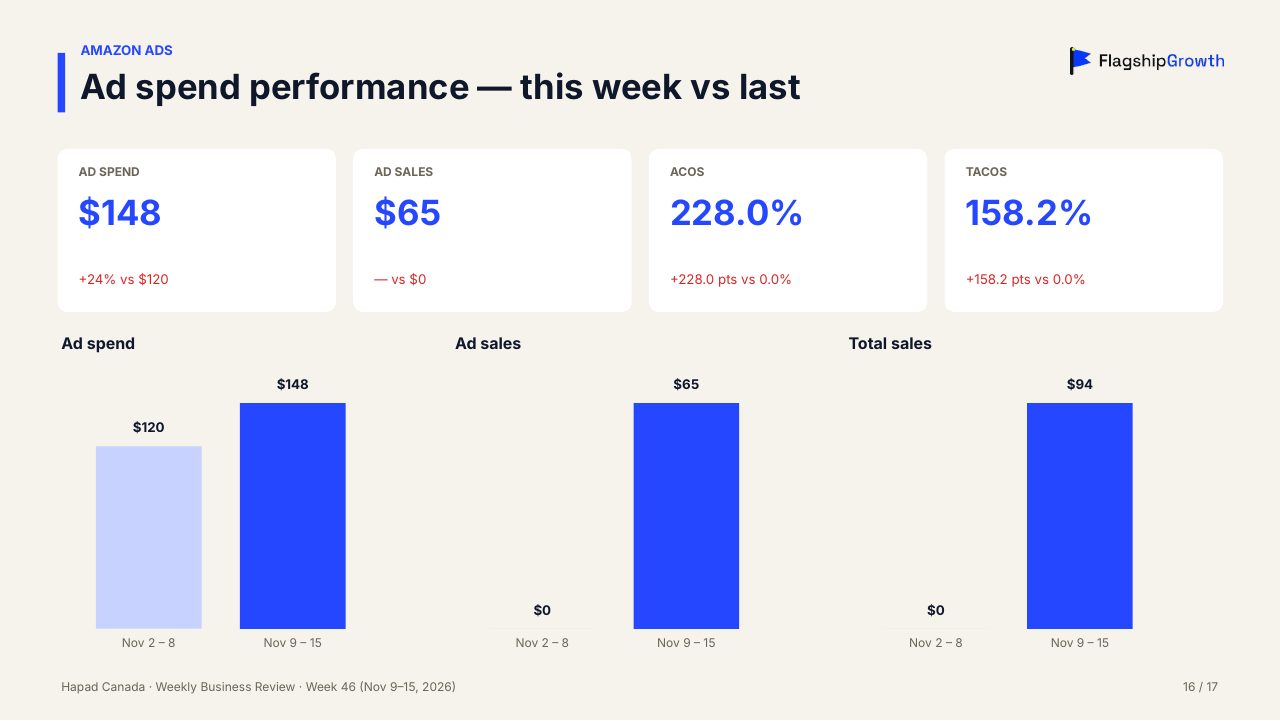 AMAZON ADS
Ad spend performance — this week vs last
FlagshipGrowth
AD SPEND
$148
+24% vs $120
AD SALES
$65
— vs $0
ACOS
228.0%
+228.0 pts vs 0.0%
TACOS
158.2%
+158.2 pts vs 0.0%
Ad spend
$120
$148
Nov 2 – 8
Nov 9 – 15
Ad sales
$0
$65
Nov 2 – 8
Nov 9 – 15
Total sales
$0
$94
Nov 2 – 8
Nov 9 – 15
Hapad Canada · Weekly Business Review · Week 46 (Nov 9–15, 2026)
16 / 17